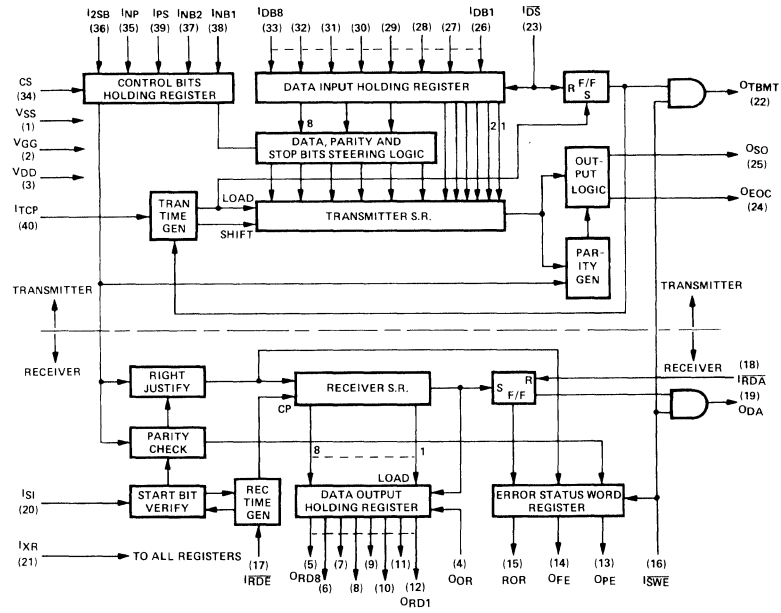 I2SB INP IPS INB2 INB1
(36) (35) (39) (37) (38)
IDB8 IDB1 IDS
(33) (32) (31) (30) (29) (28) (27) (26) (23)
CS
(34)
CONTROL BITS
HOLDING REGISTER
DATA INPUT HOLDING REGISTER
R F/F
S
OTBMT
(22)
VSS
(1)
VGG
(2)
VDD
(3)
8
2 1
DATA, PARITY AND
STOP BITS STEERING LOGIC
OUT-
PUT
LOGIC
OSO
(25)
OEOC
(24)
ITCP
(40)
TRAN
TIME
GEN
LOAD
SHIFT
TRANSMITTER S.R.
PAR-
ITY
GEN
TRANSMITTER
TRANSMITTER
RECEIVER
RECEIVER
RIGHT
JUSTIFY
CP
RECEIVER S.R.
S R
F/F
(18)
IRDA
(19)
ODA
PARITY
CHECK
8
1
LOAD
ISI
(20)
START BIT
VERIFY
REC
TIME
GEN
DATA OUTPUT
HOLDING REGISTER
ERROR STATUS WORD
REGISTER
IXR
(21)
TO ALL REGISTERS
(17)
IRDE
(5) (7) (9) (11)
ORD8 (6) (8) (10) (12)
ORD1
(4)
OOR
(15)
ROR
(14)
OFE
(13)
OPE
(16)
ISWE